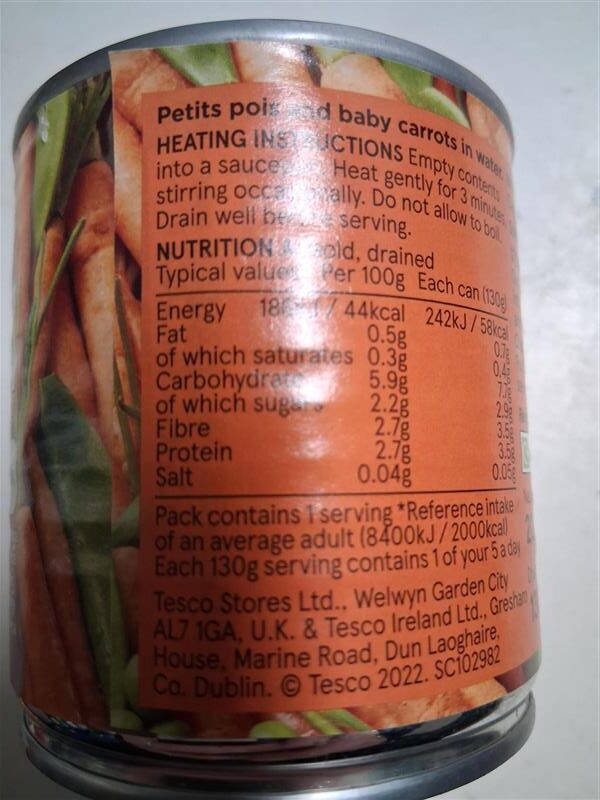 Petits pois and baby carrots in water
HEATING INSTRUCTIONS Empty contents
into a saucepan. Heat gently for 3 minutes,
stirring occasionally. Do not allow to boil.
Drain well before serving.
NUTRITION cold, drained
Typical values Per 100g Each can (130g)
Energy / 44kcal 242kJ / 58kcal
Fat 0.5g
of which saturates 0.3g
Carbohydrate 5.9g
of which sugars 2.2g
Fibre 2.7g
Protein 2.7g
Salt 0.04g
Pack contains 1 serving *Reference intake
of an average adult (8400kJ / 2000kcal)
Each 130g serving contains 1 of your 5 a day
Tesco Stores Ltd., Welwyn Garden City
AL7 1GA, U.K. & Tesco Ireland Ltd., Gresham
House, Marine Road, Dun Laoghaire,
Co. Dublin. © Tesco 2022. SC102982